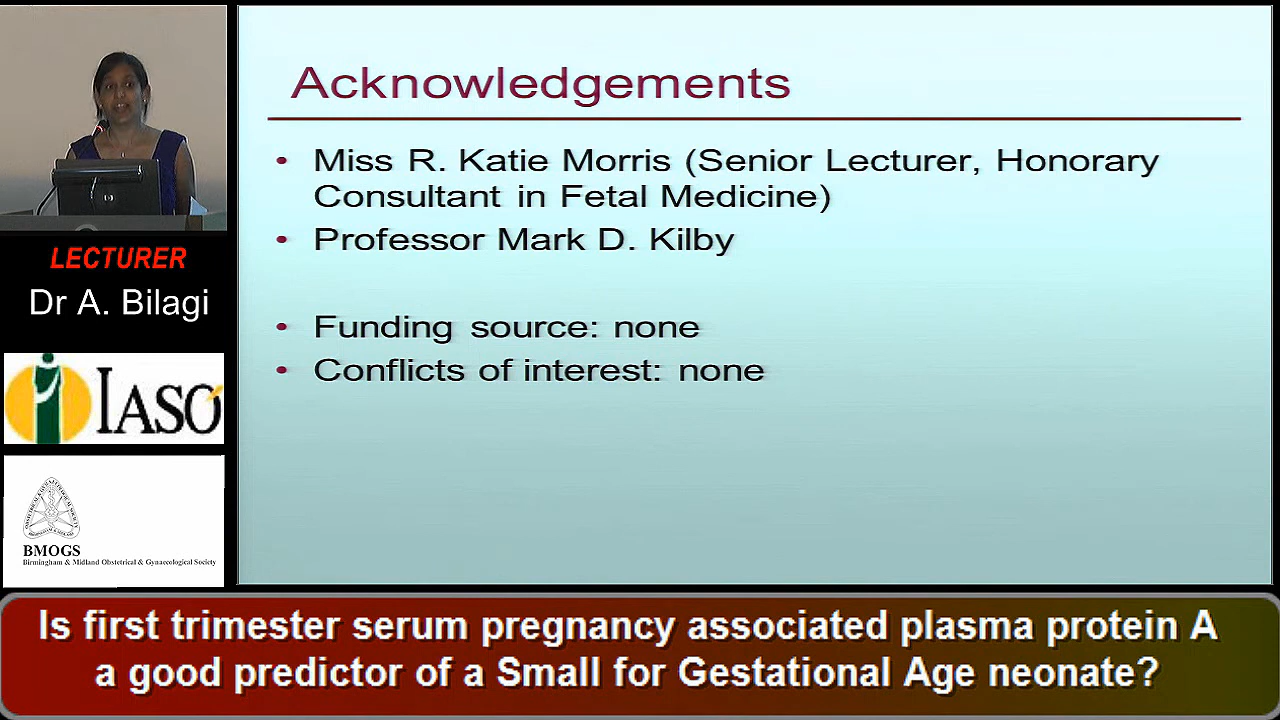 Acknowledgements
• Miss R. Katie Morris (Senior Lecturer, Honorary
Consultant in Fetal Medicine)
• Professor Mark D. Kilby
• Funding source: none
• Conflicts of interest: none
LECTURER
Dr A. Bilagi
IASO
BMOGS
Birmingham & Midland Obstetrical & Gynaecological Society
Is first trimester serum pregnancy associated plasma protein A
a good predictor of a Small for Gestational Age neonate?